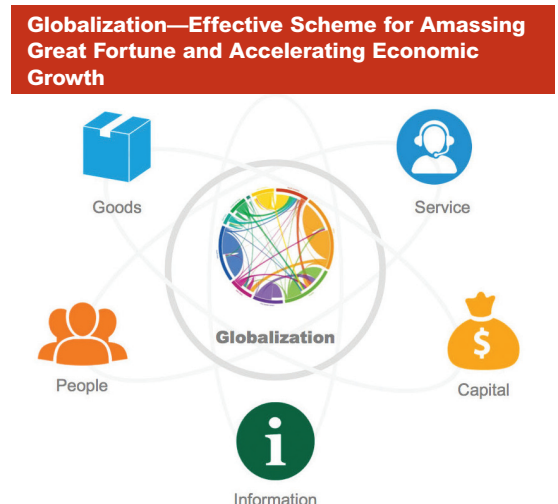 Globalization—Effective Scheme for Amassing
Great Fortune and Accelerating Economic
Growth
Goods
Service
Globalization
People
$
Capital
i
Information